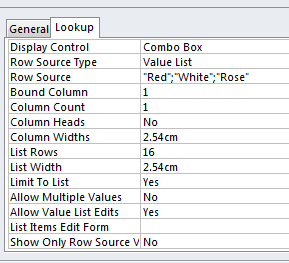 General Lookup
Display Control Combo Box
Row Source Type Value List
Row Source "Red";"White";"Rose"
Bound Column 1
Column Count 1
Column Heads No
Column Widths 2.54cm
List Rows 16
List Width 2.54cm
Limit To List Yes
Allow Multiple Values No
Allow Value List Edits Yes
List Items Edit Form
Show Only Row Source V No